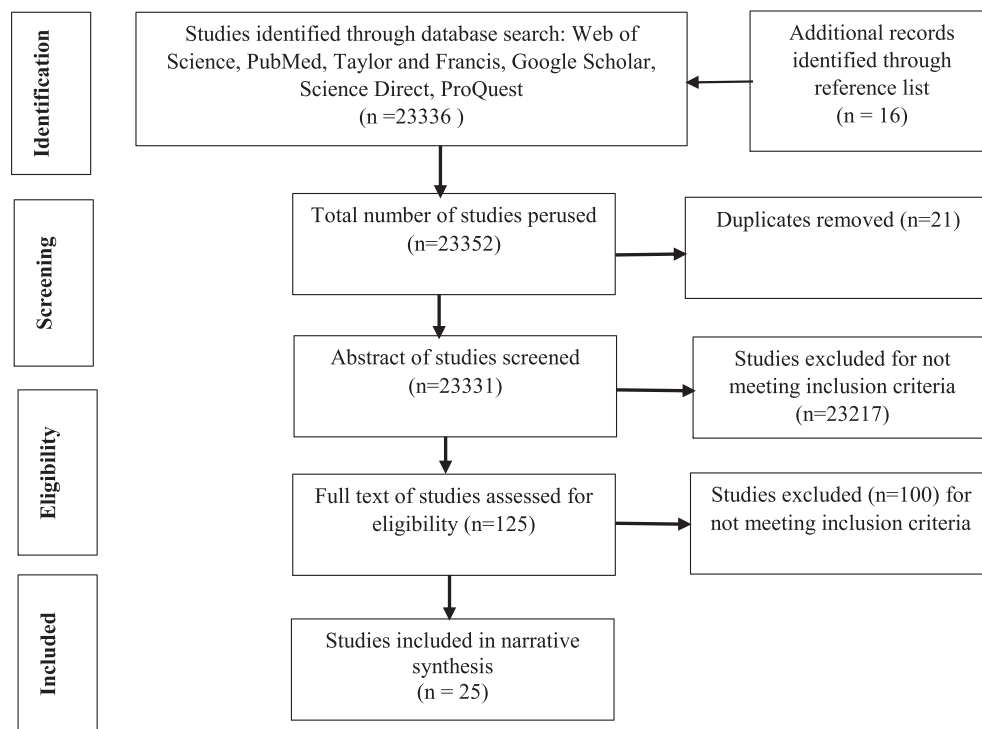 Identification
Studies identified through database search: Web of
Science, PubMed, Taylor and Francis, Google Scholar,
Science Direct, ProQuest
(n =23336 )
Additional records
identified through
reference list
(n = 16)
Screening
Total number of studies perused
(n=23352)
Duplicates removed (n=21)
Abstract of studies screened
(n=23331)
Studies excluded for not
meeting inclusion criteria
(n=23217)
Eligibility
Full text of studies assessed for
eligibility (n=125)
Studies excluded (n=100) for
not meeting inclusion criteria
Included
Studies included in narrative
synthesis
(n = 25)